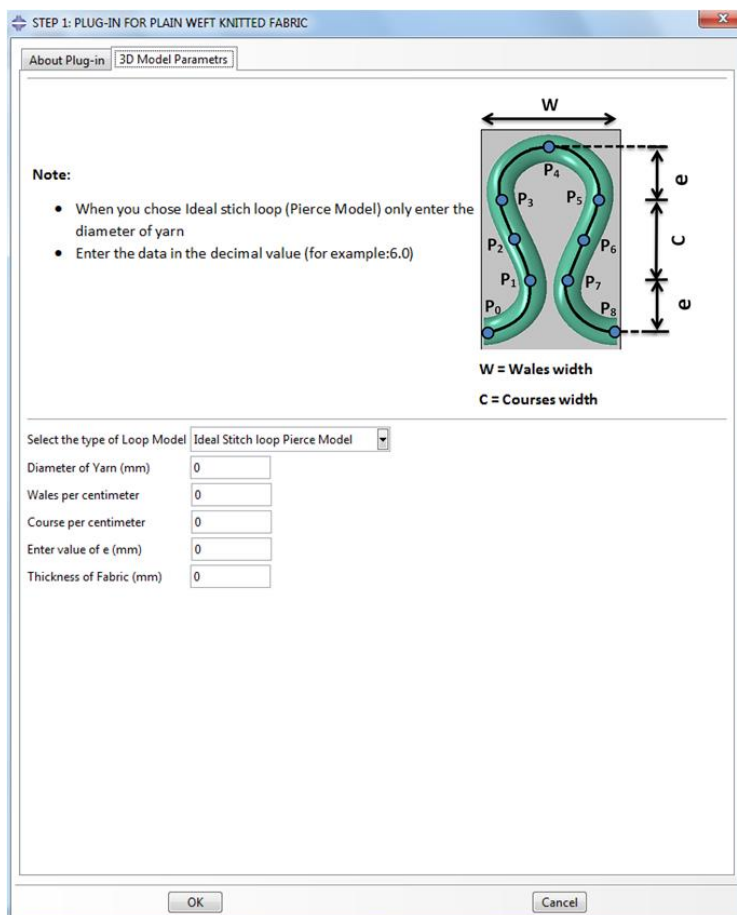 STEP 1: PLUG-IN FOR PLAIN WEFT KNITTED FABRIC
X
About Plug-in 3D Model Parametrs
W
P4
e
Note:
P3 P5
• When you chose Ideal stich loop (Pierce Model) only enter the
diameter of yarn
P2 P6 C
• Enter the data in the decimal value (for example:6.0)
P1 P7
P0 P8 e
W = Wales width
C = Courses width
Select the type of Loop Model Ideal Stitch loop Pierce Model
Diameter of Yarn (mm) 0
Wales per centimeter 0
Course per centimeter 0
Enter value of e (mm) 0
Thickness of Fabric (mm) 0
OK Cancel